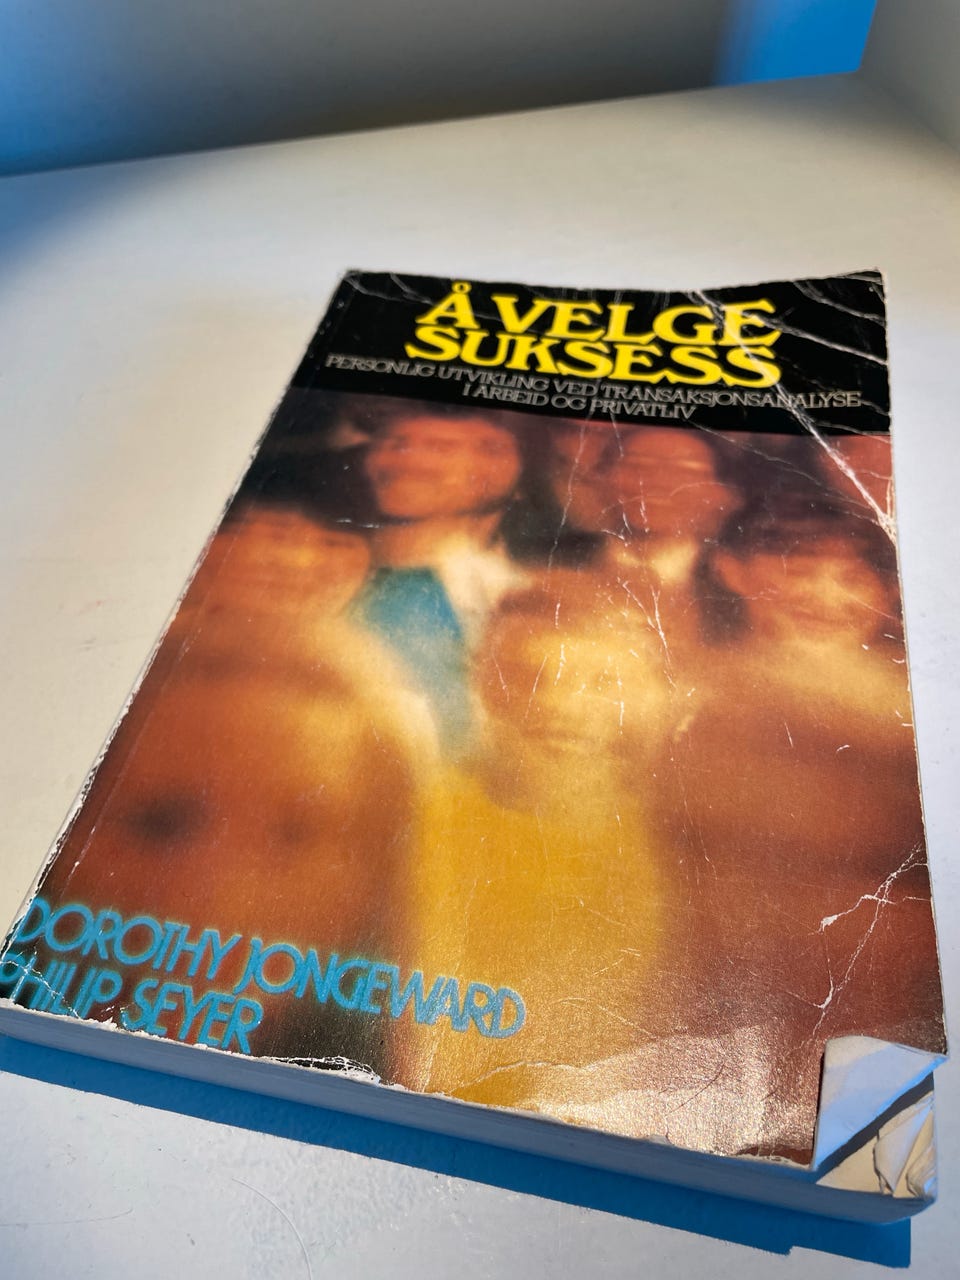 Å VELGE
SUKSESS
PERSONLIG UTVIKLING VED TRANSAKSJONSANALYSE
I ARBEID OG PRIVATLIV
DOROTHY JONGEWARD
PHILIP SEYER